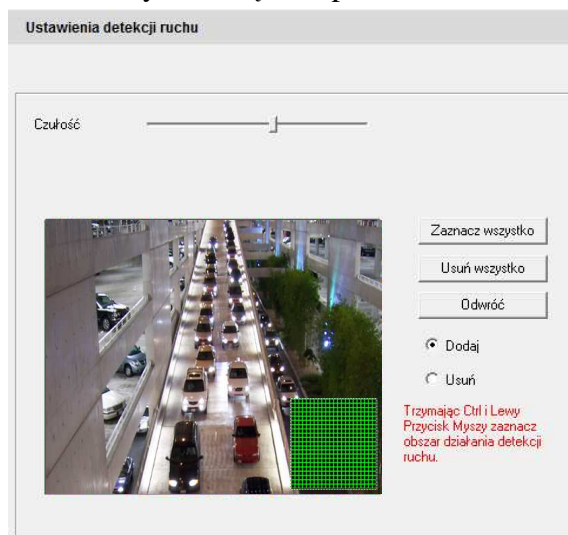 Ustawienia detekcji ruchu
Czułość
Zaznacz wszystko
Usuń wszystko
Odwróć
Dodaj
Usuń
Trzymając Ctrl i Lewy
Przycisk Myszy zaznacz
obszar działania detekcji
ruchu.